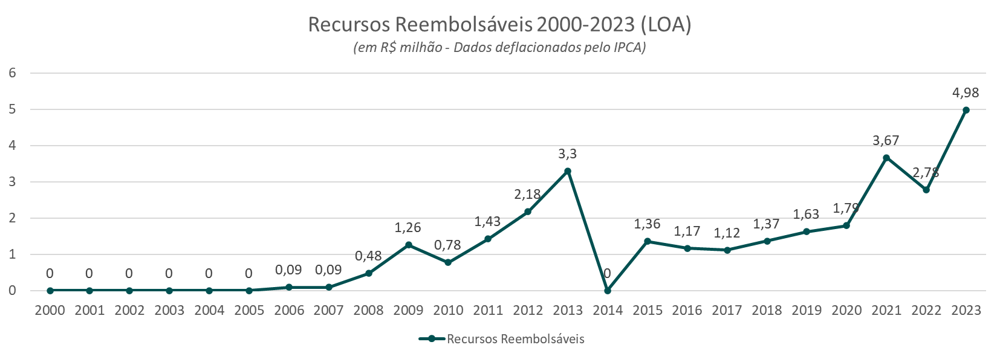 Recursos Reembolsáveis 2000-2023 (LOA)
(em R$ milhão - Dados deflacionados pelo IPCA)
6
5
4
3
2
1
0
0 0 0 0 0 0 0,09 0,09 0,48 1,26 0,78 1,43 2,18 3,3 0 1,36 1,17 1,12 1,37 1,63 1,79 3,67 2,78 4,98
2000 2001 2002 2003 2004 2005 2006 2007 2008 2009 2010 2011 2012 2013 2014 2015 2016 2017 2018 2019 2020 2021 2022 2023
Recursos Reembolsáveis